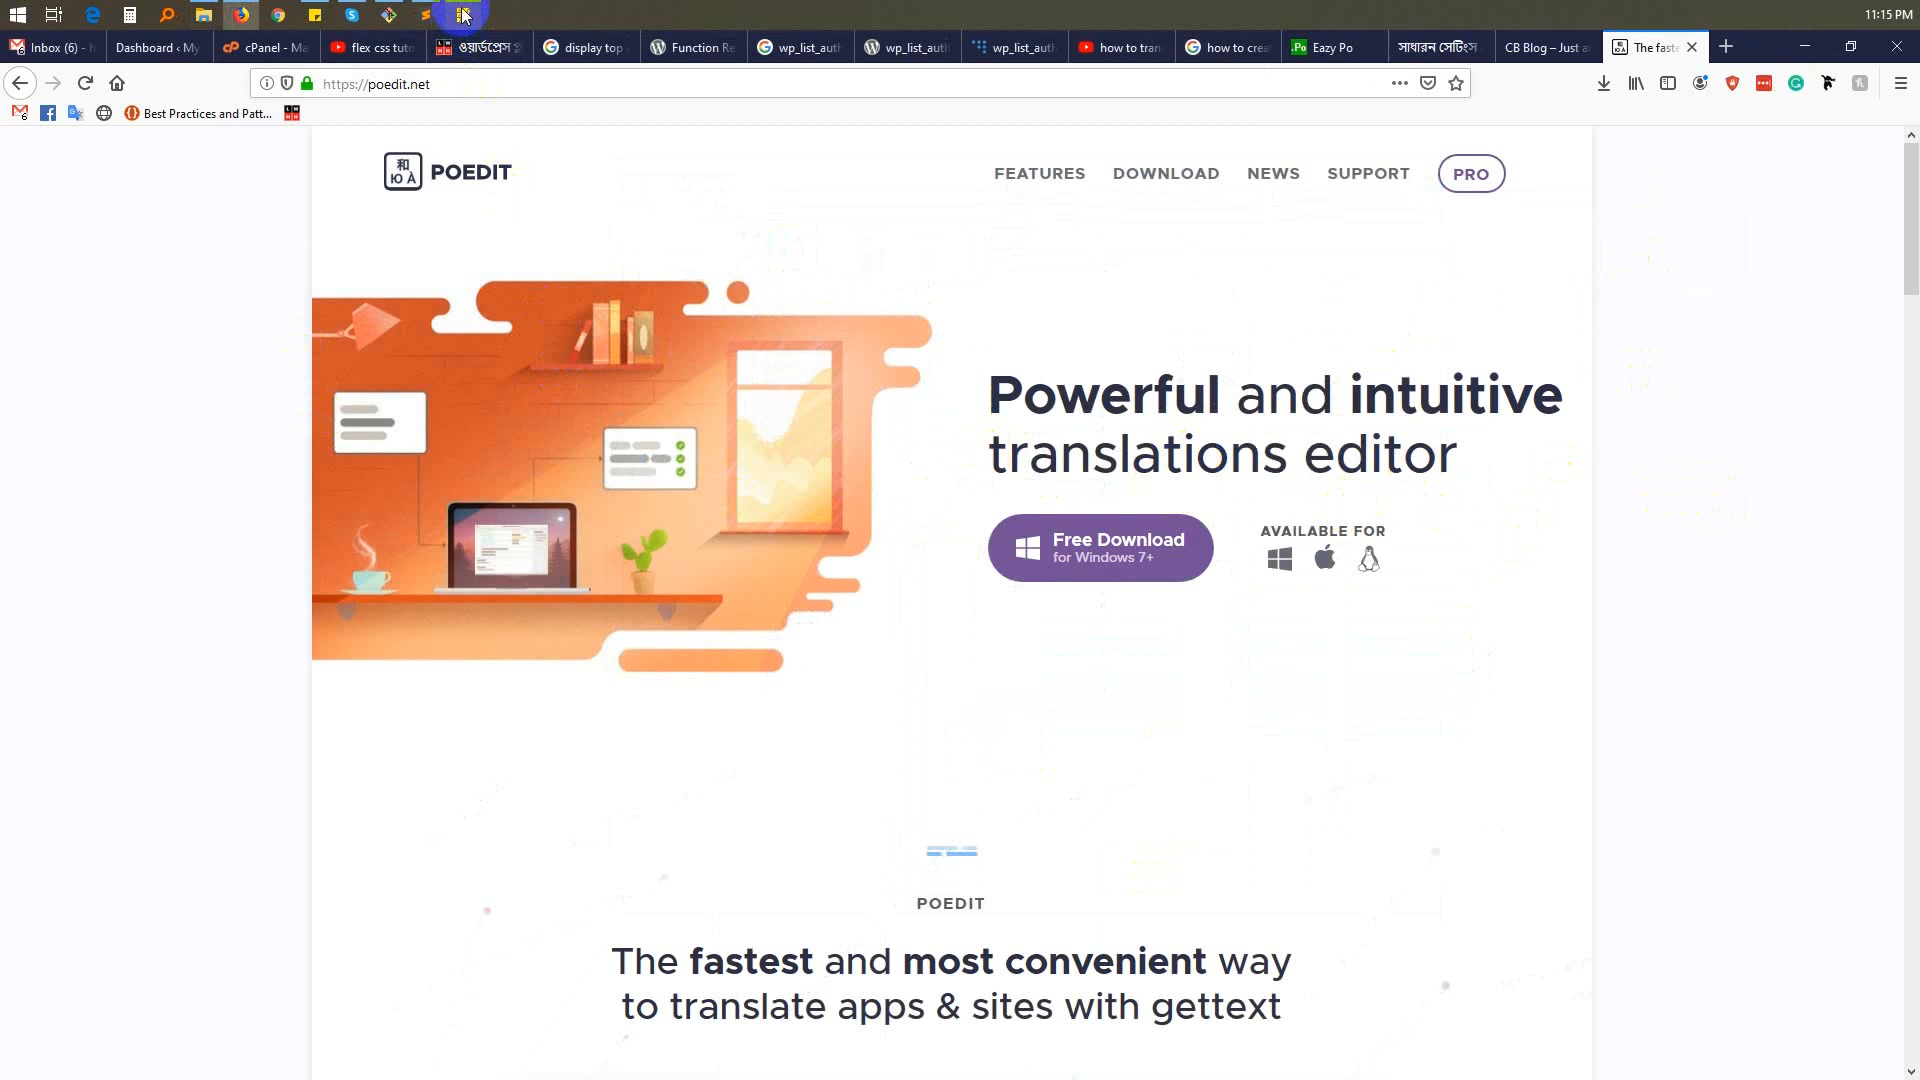 11:15 PM
Inbox (6) -
Dashboard ‹ My
cPanel - Ma
flex css tuto
ওয়ার্ডপ্রেস
display top
Function Re
wp_list_auth
wp_list_auth
wp_list_auth
how to tran
how to crea
Eazy Po
সাধারন সেটিংস
CB Blog – Just a
The faste
https://poedit.net
Best Practices and Patt...
和
Ю À
POEDIT
FEATURES DOWNLOAD NEWS SUPPORT PRO
Powerful and intuitive
translations editor
Free Download
for Windows 7+
AVAILABLE FOR
POEDIT
The fastest and most convenient way
to translate apps & sites with gettext